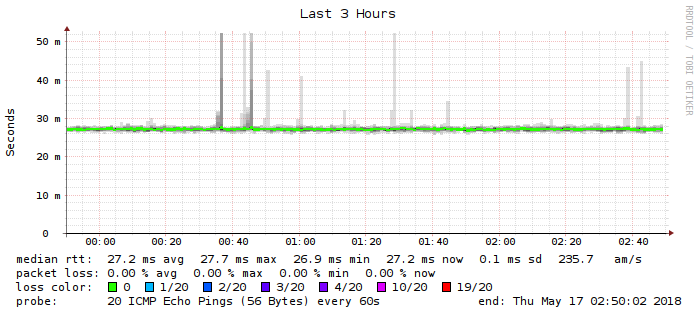 Last 3 Hours
RRDTOOL / TOBI OETIKER
Seconds
50 m
40 m
30 m
20 m
10 m
0
00:00 00:20 00:40 01:00 01:20 01:40 02:00 02:20 02:40
median rtt: 27.2 ms avg 27.7 ms max 26.9 ms min 27.2 ms now 0.1 ms sd 235.7 am/s
packet loss: 0.00 % avg 0.00 % max 0.00 % min 0.00 % now
loss color: 0 1/20 2/20 3/20 4/20 10/20 19/20
probe: 20 ICMP Echo Pings (56 Bytes) every 60s end: Thu May 17 02:50:02 2018